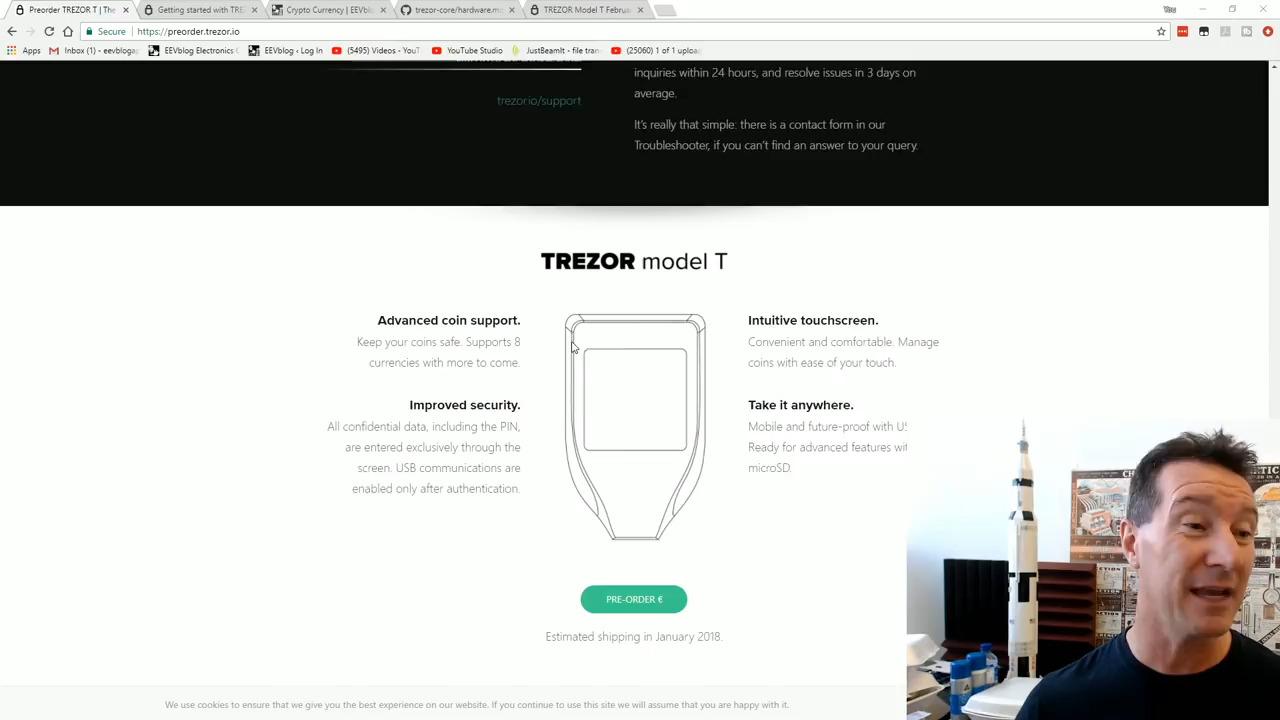 Preorder TREZOR T | The
Getting started with TRE
Crypto Currency | EEVbl
trezor-core/hardware.m
TREZOR Model T Februa
You
Secure
https://preorder.trezor.io
Apps
Inbox (1) - eevblogap
EEVblog Electronics C
EEVblog ‹ Log In
(5495) Videos - YouT
YouTube Studio
JustBeamIt - file tran
(25060) 1 of 1 uploa
inquiries within 24 hours, and resolve issues in 3 days on
average.
trezor.io/support
It's really that simple: there is a contact form in our
Troubleshooter, if you can't find an answer to your query.
TREZOR model T
Advanced coin support.
Keep your coins safe. Supports 8
currencies with more to come.
Improved security.
All confidential data, including the PIN,
are entered exclusively through the
screen. USB communications are
enabled only after authentication.
Intuitive touchscreen.
Convenient and comfortable. Manage
coins with ease of your touch.
Take it anywhere.
Mobile and future-proof with US
Ready for advanced features wit
microSD.
PRE-ORDER €
Estimated shipping in January 2018.
We use cookies to ensure that we give you the best experience on our website. If you continue to use this site we will assume that you are happy with it.